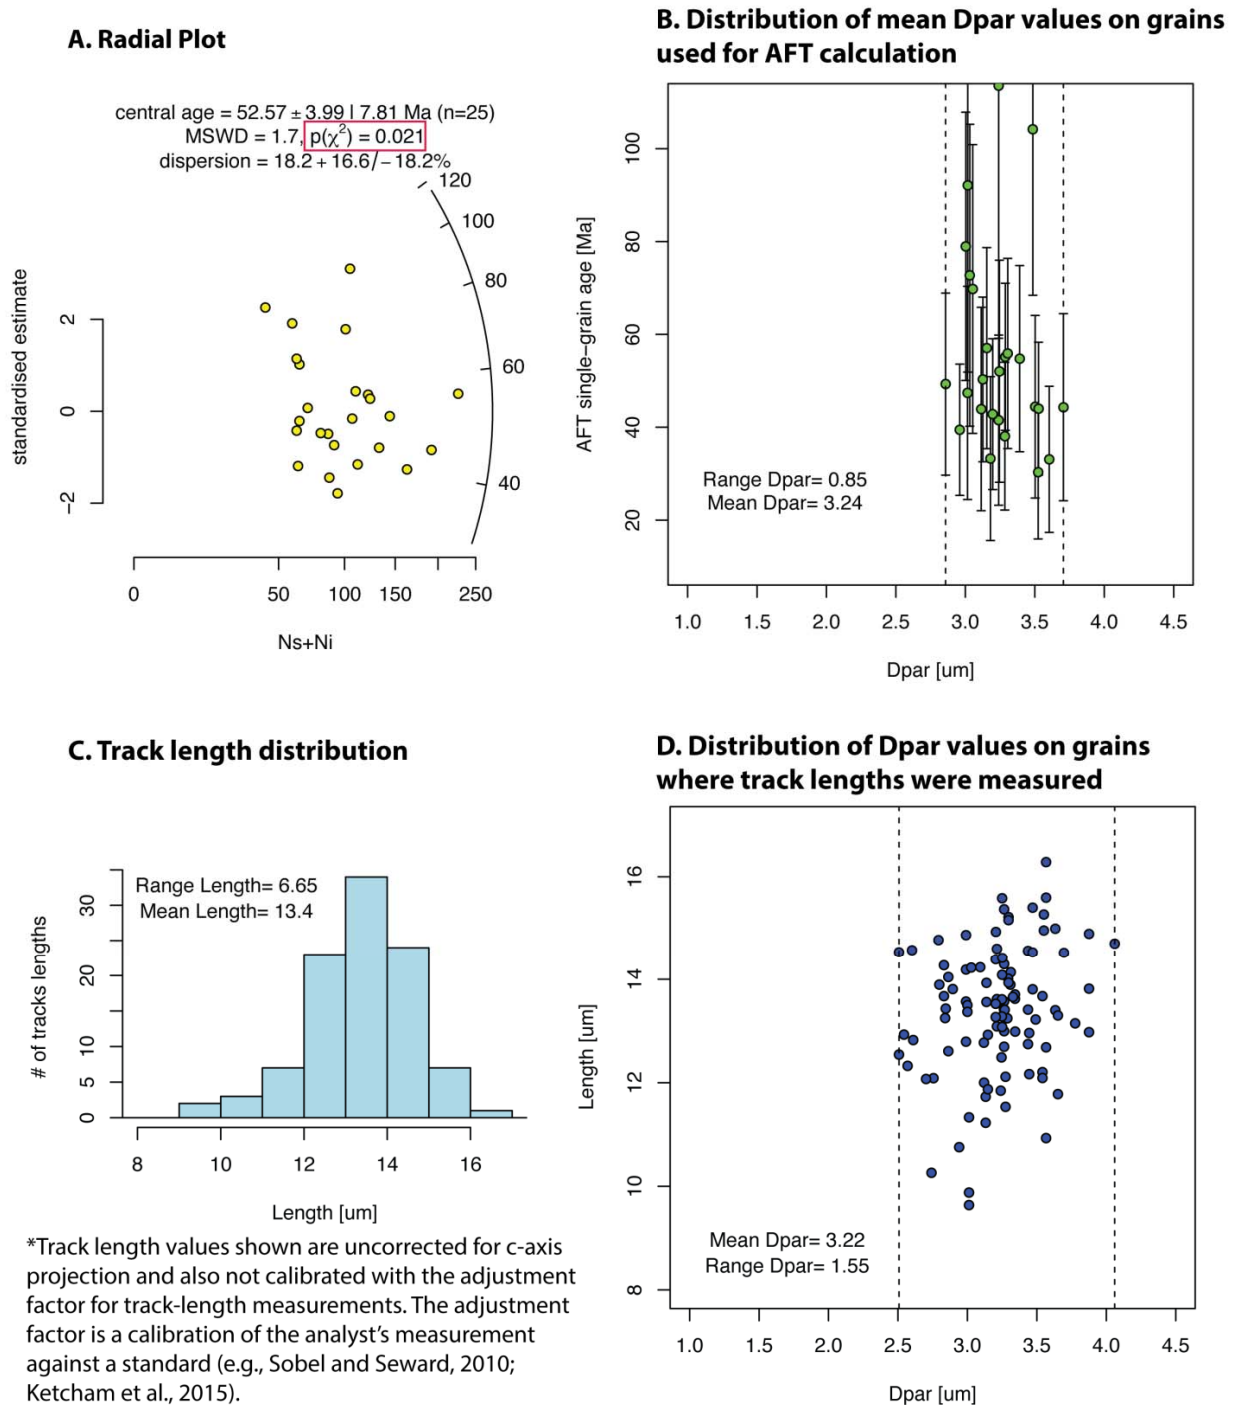 A. Radial Plot
central age = 52.57 ± 3.99 | 7.81 Ma (n=25)
MSWD = 1.7, p(χ²) = 0.021
dispersion = 18.2 + 16.6/− 18.2%
120
100
80
60
40
standardised estimate
2
0
−2
0 50 100 150 250
Ns+Ni
B. Distribution of mean Dpar values on grains
used for AFT calculation
AFT single−grain age [Ma]
100
80
60
40
20
Range Dpar= 0.85
Mean Dpar= 3.24
1.0 1.5 2.0 2.5 3.0 3.5 4.0 4.5
Dpar [um]
C. Track length distribution
Range Length= 6.65
Mean Length= 13.4
# of tracks lengths
30
20
10
5
0
8 10 12 14 16
Length [um]
*Track length values shown are uncorrected for c-axis
projection and also not calibrated with the adjustment
factor for track-length measurements. The adjustment
factor is a calibration of the analyst's measurement
against a standard (e.g., Sobel and Seward, 2010;
Ketcham et al., 2015).
D. Distribution of Dpar values on grains
where track lengths were measured
Length [um]
16
14
12
10
8
Mean Dpar= 3.22
Range Dpar= 1.55
1.0 1.5 2.0 2.5 3.0 3.5 4.0 4.5
Dpar [um]